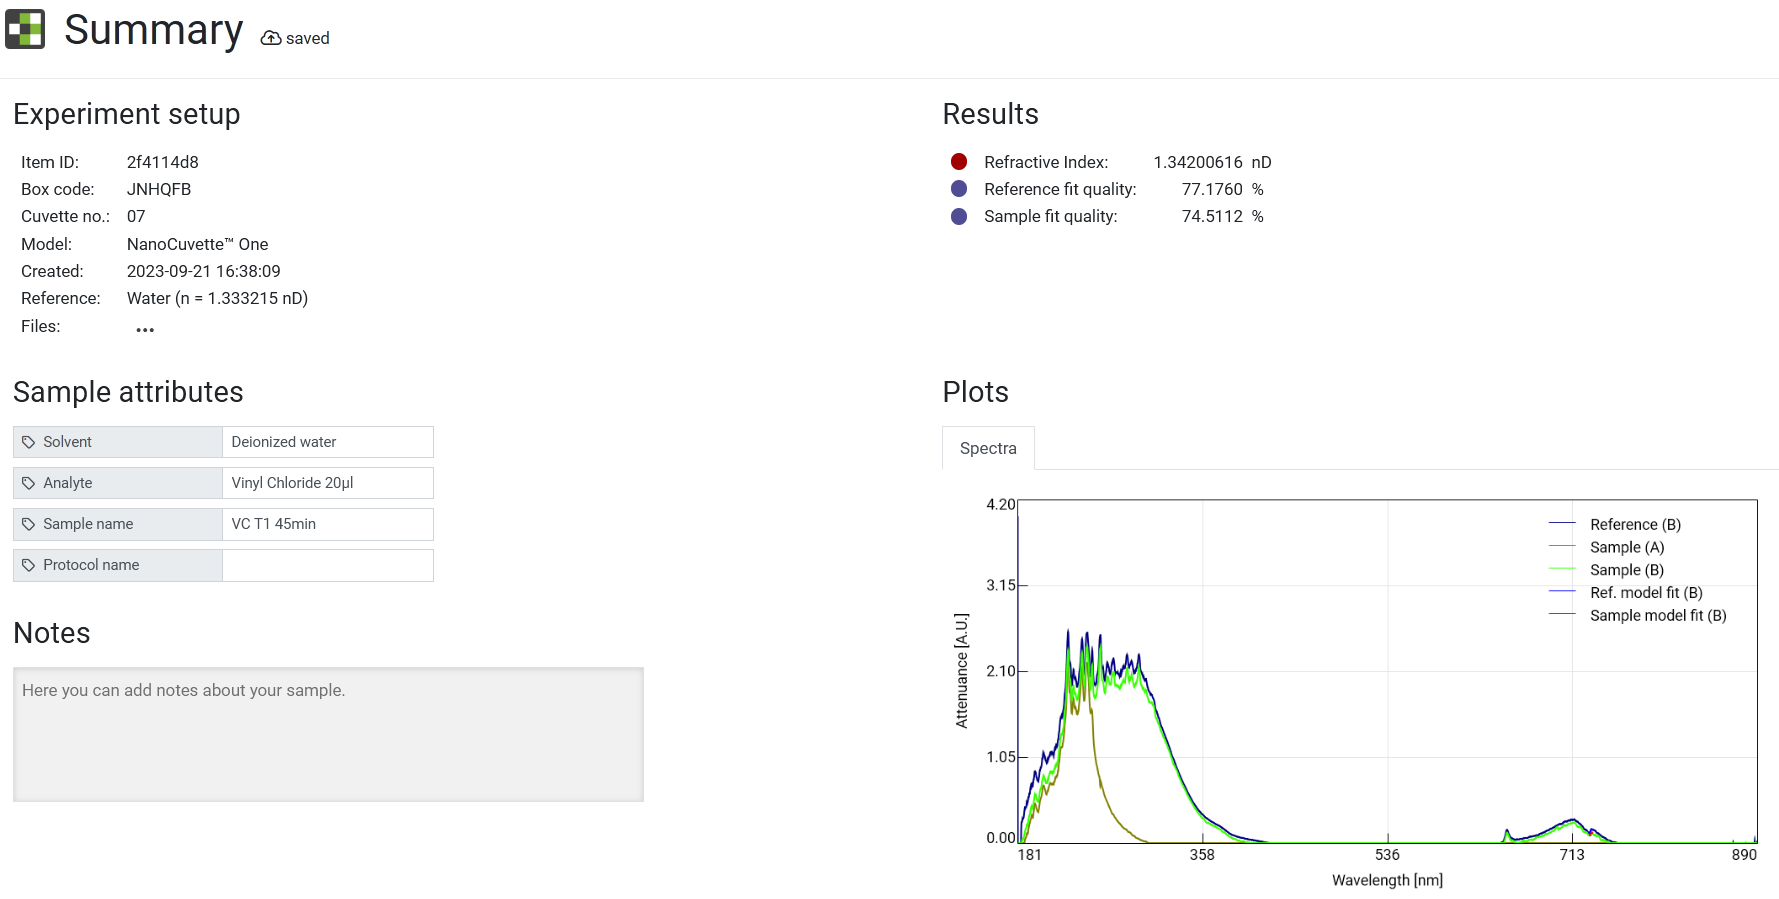 Summary saved
Experiment setup
Item ID: 2f4114d8
Box code: JNHQFB
Cuvette no.: 07
Model: NanoCuvette™ One
Created: 2023-09-21 16:38:09
Reference: Water (n = 1.333215 nD)
Files: •••
Results
Refractive Index: 1.34200616 nD
Reference fit quality: 77.1760 %
Sample fit quality: 74.5112 %
Sample attributes
Solvent Deionized water
Analyte Vinyl Chloride 20µl
Sample name VC T1 45min
Protocol name
Notes
Here you can add notes about your sample.
Plots
Spectra
4.20
3.15
2.10
1.05
0.00
Attenuance [A.U.]
Reference (B)
Sample (A)
Sample (B)
Ref. model fit (B)
Sample model fit (B)
181 358 536 713 890
Wavelength [nm]